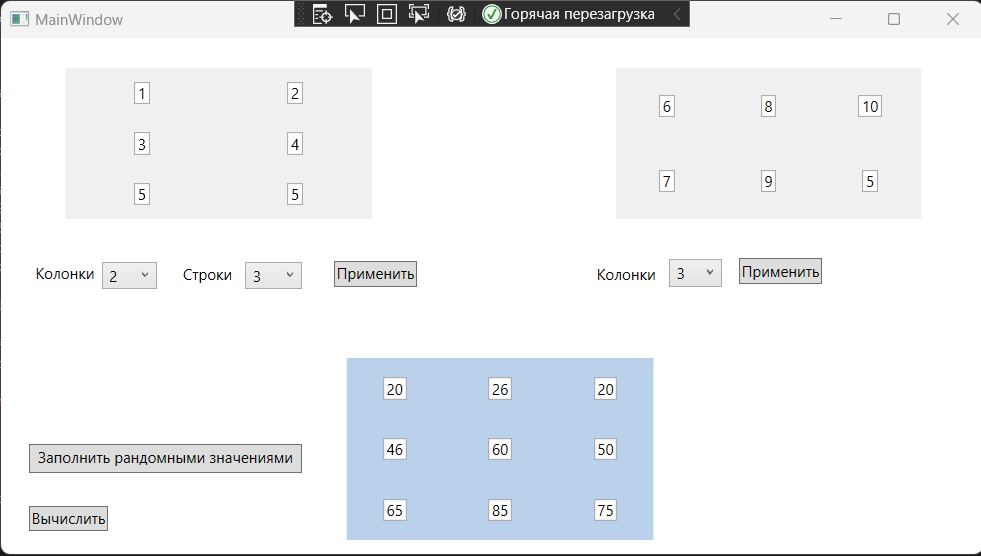 MainWindow
Горячая перезагрузка
1 2
3 4
5 5
6 8 10
7 9 5
Колонки 2 Строки 3 Применить
Колонки 3 Применить
20 26 20
46 60 50
65 85 75
Заполнить рандомными значениями
Вычислить